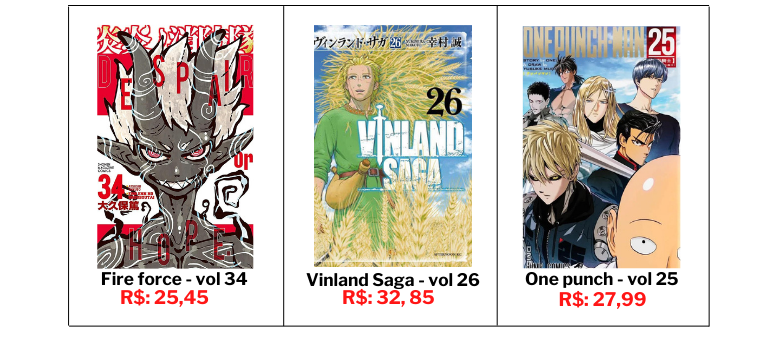 炎炎ノ消防隊
DESPAIR
or
34
大久保篤
HOPE
Fire force - vol 34
R$: 25,45
ヴィンランド・サガ 26 幸村 誠
26
VINLAND
SAGA
Vinland Saga - vol 26
R$: 32, 85
ONE PUNCH-MAN 25
One punch - vol 25
R$: 27,99